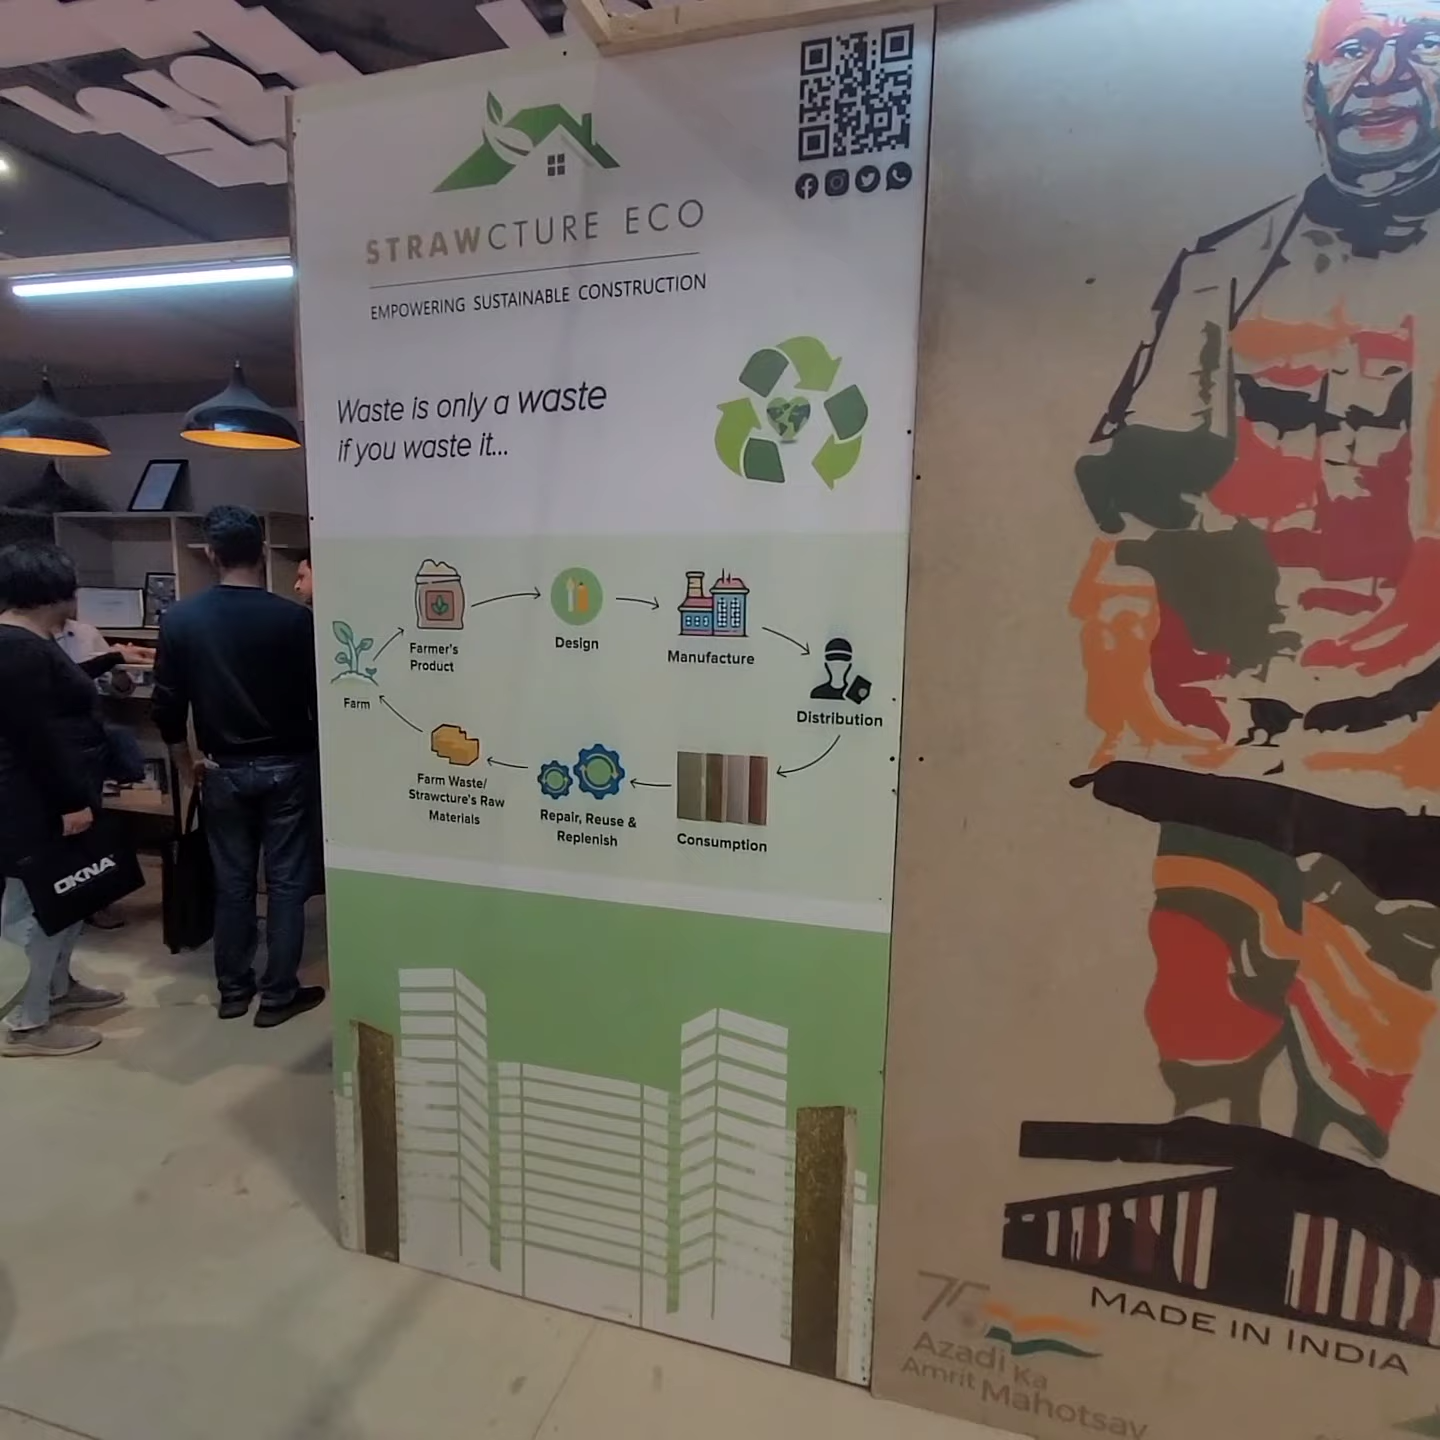 STRAWCTURE ECO
EMPOWERING SUSTAINABLE CONSTRUCTION
Waste is only a waste
if you waste it...
Farmer's
Product
Design
Manufacture
Distribution
Farm
Farm Waste/
Strawcture's Raw
Materials
Repair, Reuse &
Replenish
Consumption
OKNA
MADE IN INDIA
75
Azadi Ka
Amrit Mahotsav